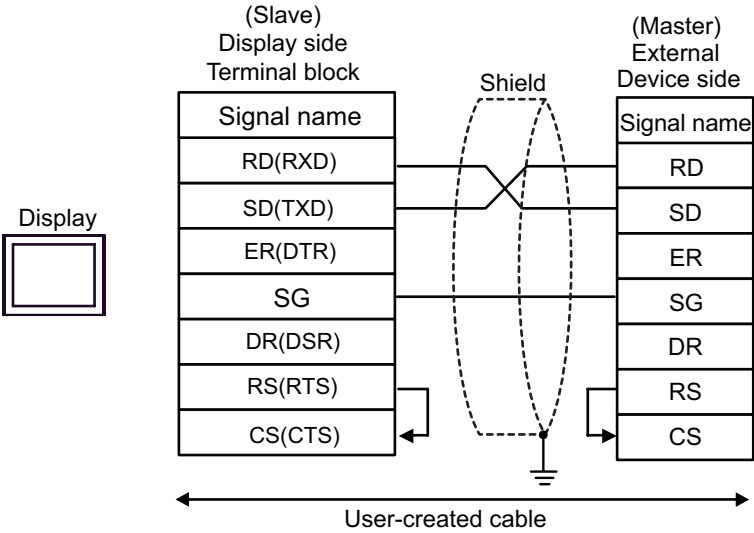 (Slave)
Display side
Terminal block
(Master)
External
Device side
Shield
Display
Signal name
RD(RXD)
SD(TXD)
ER(DTR)
SG
DR(DSR)
RS(RTS)
CS(CTS)
Signal name
RD
SD
ER
SG
DR
RS
CS
User-created cable